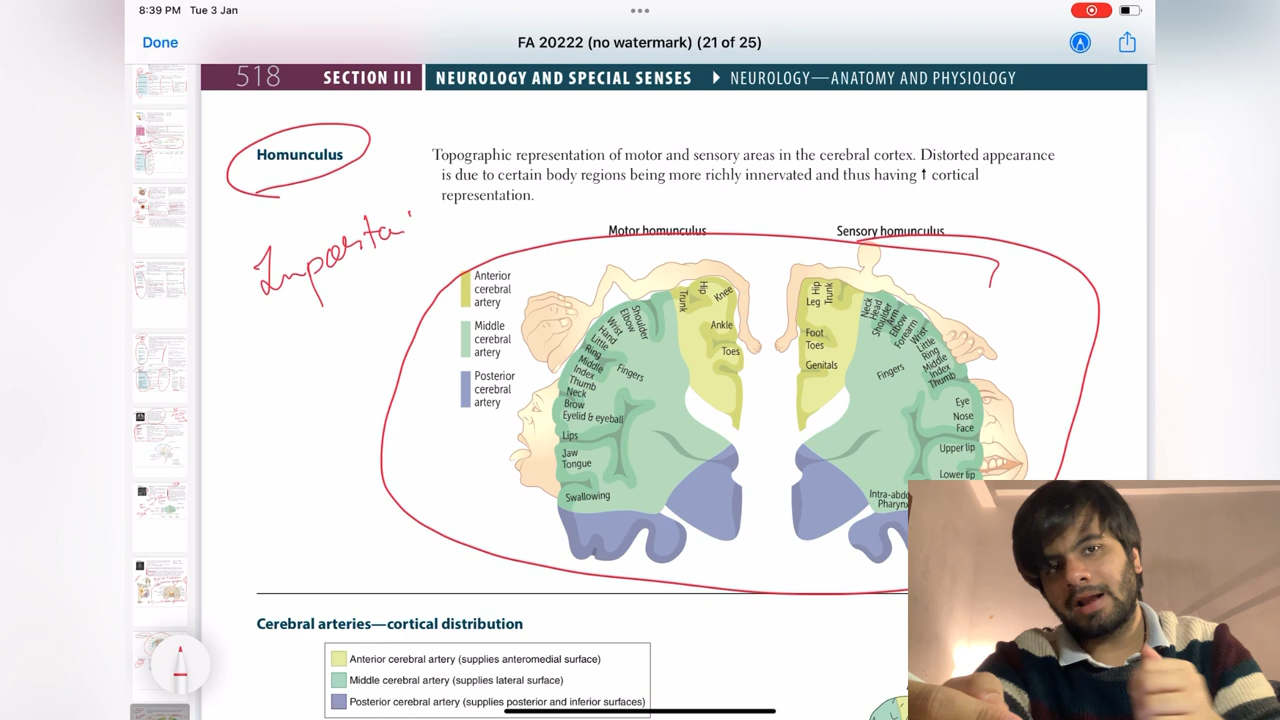 8:39 PM Tue 3 Jan
Done
FA 20222 (no watermark) (21 of 25)
518 SECTION III NEUROLOGY AND SPECIAL SENSES ▶ NEUROLOGY—ANATOMY AND PHYSIOLOGY
Homunculus
Topographic representation of motor and sensory areas in the cerebral cortex. Distorted appearance
is due to certain body regions being more richly innervated and thus having ↑ cortical
representation.
Importa
Motor homunculus
Sensory homunculus
Anterior
cerebral
artery
Middle
cerebral
artery
Posterior
cerebral
artery
Trunk
Hip
Knee
Ankle
Toes
Shoulder
Elbow
Wrist
Hand
Little
Ring
Middle
Index
Thumb
Fingers
Neck
Brow
Eyelid & eyeball
Lips
Jaw
Tongue
Swallowing
Hip
Trunk
Leg
Foot
Toes
Genitals
Neck
Head
Shoulder
Arm
Elbow
Forearm
Wrist
Little
Ring
Middle
Index
Thumb
Fingers
Eye
Nose
Face
Upper lip
Lower lip
Intra-abdo
Pharynx
Cerebral arteries—cortical distribution
Anterior cerebral artery (supplies anteromedial surface)
Middle cerebral artery (supplies lateral surface)
Posterior cerebral artery (supplies posterior and inferior surfaces)